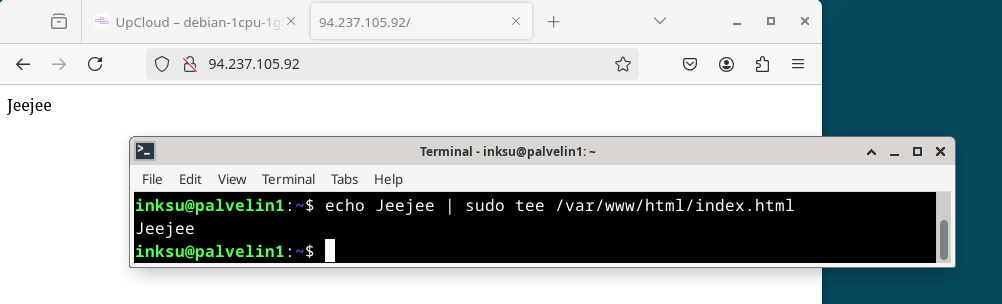 UpCloud – debian-1cpu-1g
94.237.105.92/
94.237.105.92
Jeejee
Terminal - inksu@palvelin1: ~
File Edit View Terminal Tabs Help
inksu@palvelin1:~$ echo Jeejee | sudo tee /var/www/html/index.html
Jeejee
inksu@palvelin1:~$